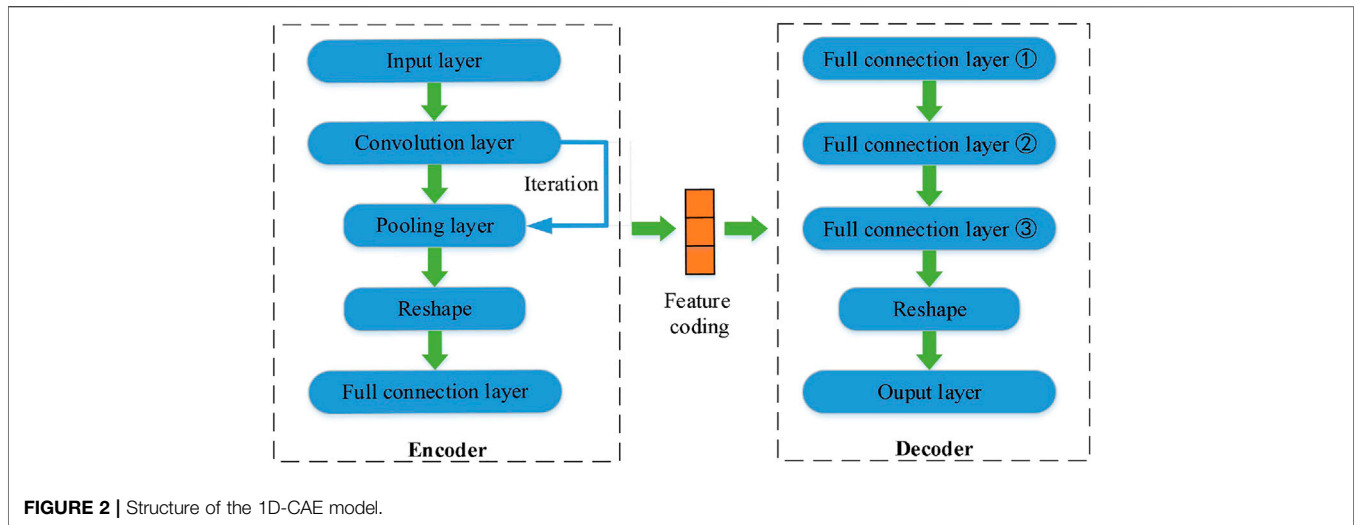 Input layer
Convolution layer
Iteration
Pooling layer
Reshape
Full connection layer
Encoder
Feature
coding
Full connection layer ①
Full connection layer ②
Full connection layer ③
Reshape
Ouput layer
Decoder
FIGURE 2 | Structure of the 1D-CAE model.